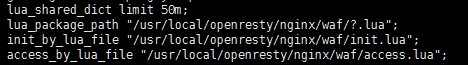 lua_shared_dict limit 50m;
lua_package_path "/usr/local/openresty/nginx/waf/?.lua";
init_by_lua_file "/usr/local/openresty/nginx/waf/init.lua";
access_by_lua_file "/usr/local/openresty/nginx/waf/access.lua";